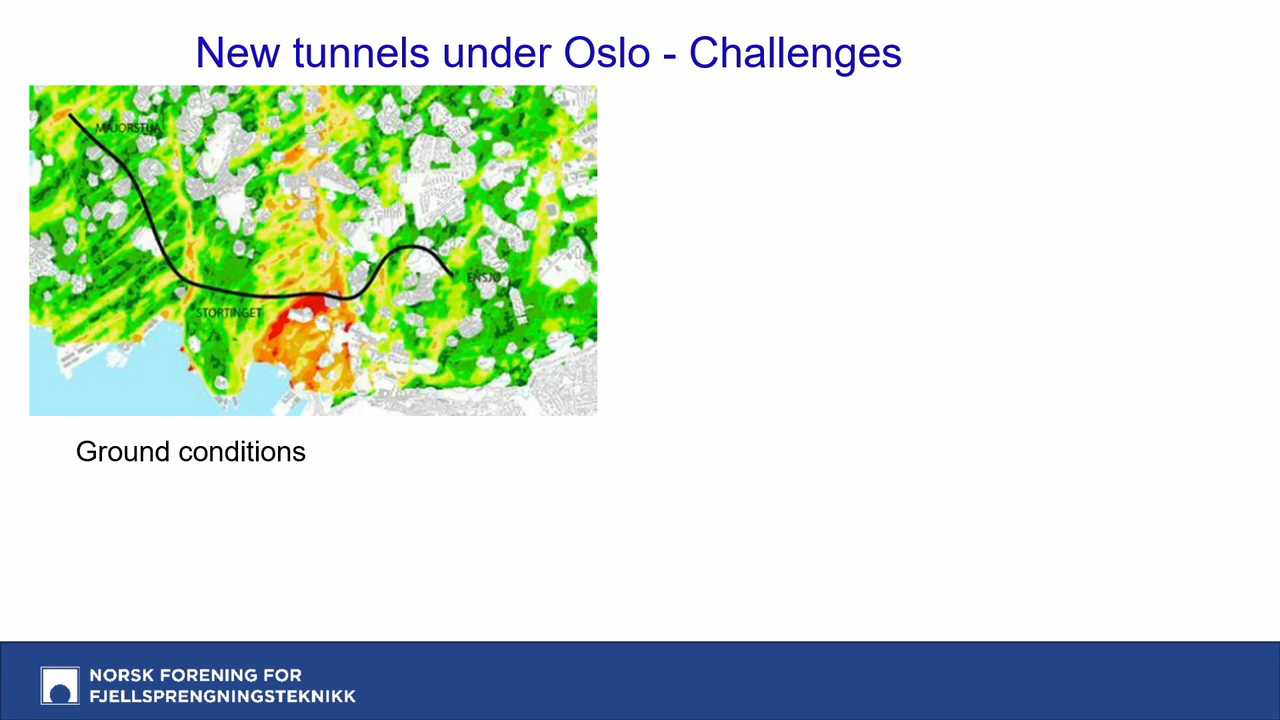 New tunnels under Oslo - Challenges
MAJORSTUA
ENSJØ
STORTINGET
Ground conditions
NORSK FORENING FOR
FJELLSPRENGNINGSTEKNIKK